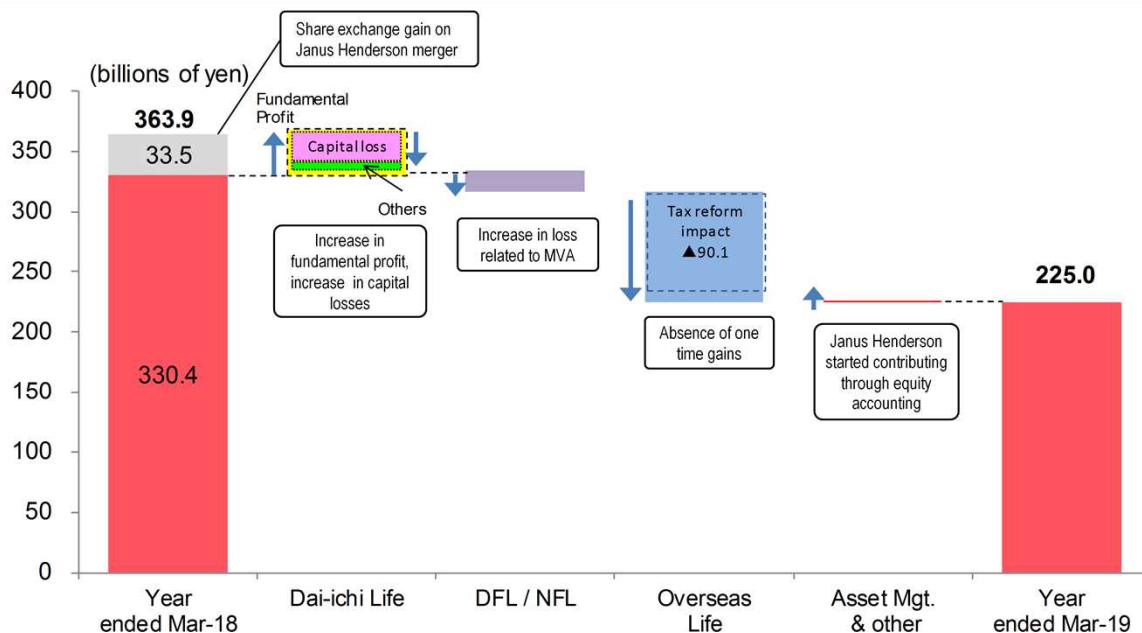 Share exchange gain on
Janus Henderson merger
(billions of yen)
400
350
300
250
200
150
100
50
0
363.9
33.5
330.4
Fundamental
Profit
Capital loss
Others
Increase in
fundamental profit,
increase in capital
losses
Increase in loss
related to MVA
Tax reform
impact
▲90.1
Absence of one
time gains
Janus Henderson
started contributing
through equity
accounting
225.0
Year
ended Mar-18
Dai-ichi Life
DFL / NFL
Overseas
Life
Asset Mgt.
& other
Year
ended Mar-19